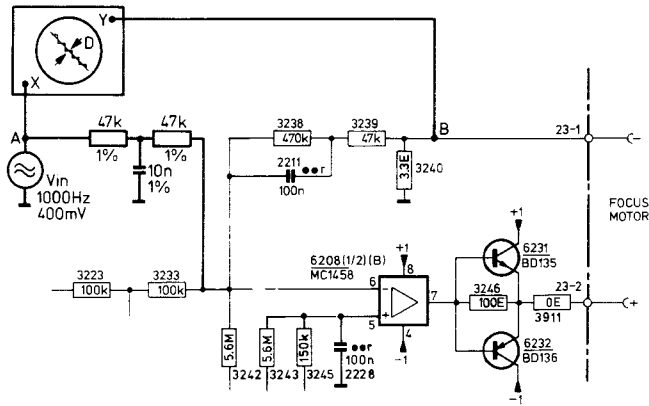 Y
D
X
A
47k
1%
47k
1%
10n
1%
Vin
1000Hz
400mV
3238
470k
3239
47k
B
2211
100n
3.3E
3240
23-1
(−
FOCUS
MOTOR
3223
100k
3233
100k
6208(1/2)(B)
MC1458
+1
8
6
−
7
+
5
4
−1
+1
6231
BD135
3246
100E
23-2
0E
3911
(+
6232
BD136
−1
5.6M
3242
5.6M
3243
150k
3245
100n
2228